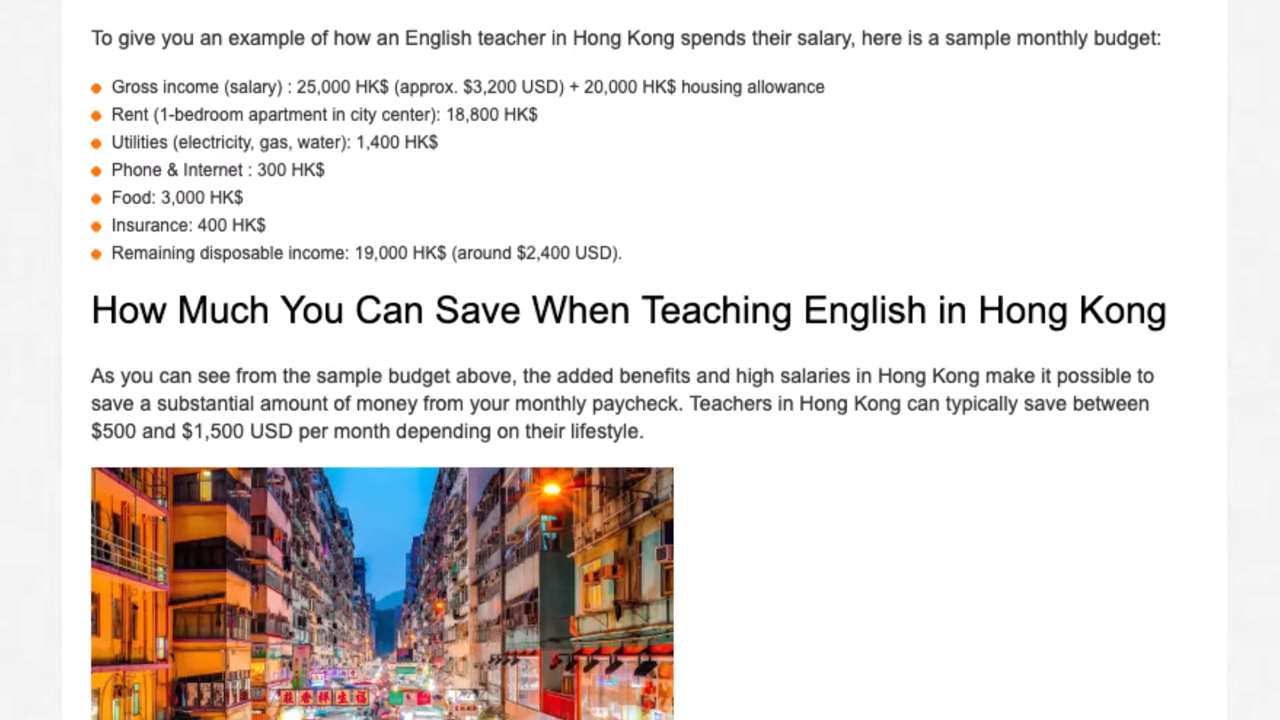 To give you an example of how an English teacher in Hong Kong spends their salary, here is a sample monthly budget:
Gross income (salary) : 25,000 HK$ (approx. $3,200 USD) + 20,000 HK$ housing allowance
Rent (1-bedroom apartment in city center): 18,800 HK$
Utilities (electricity, gas, water): 1,400 HK$
Phone & Internet : 300 HK$
Food: 3,000 HK$
Insurance: 400 HK$
Remaining disposable income: 19,000 HK$ (around $2,400 USD).
How Much You Can Save When Teaching English in Hong Kong
As you can see from the sample budget above, the added benefits and high salaries in Hong Kong make it possible to
save a substantial amount of money from your monthly paycheck. Teachers in Hong Kong can typically save between
$500 and $1,500 USD per month depending on their lifestyle.